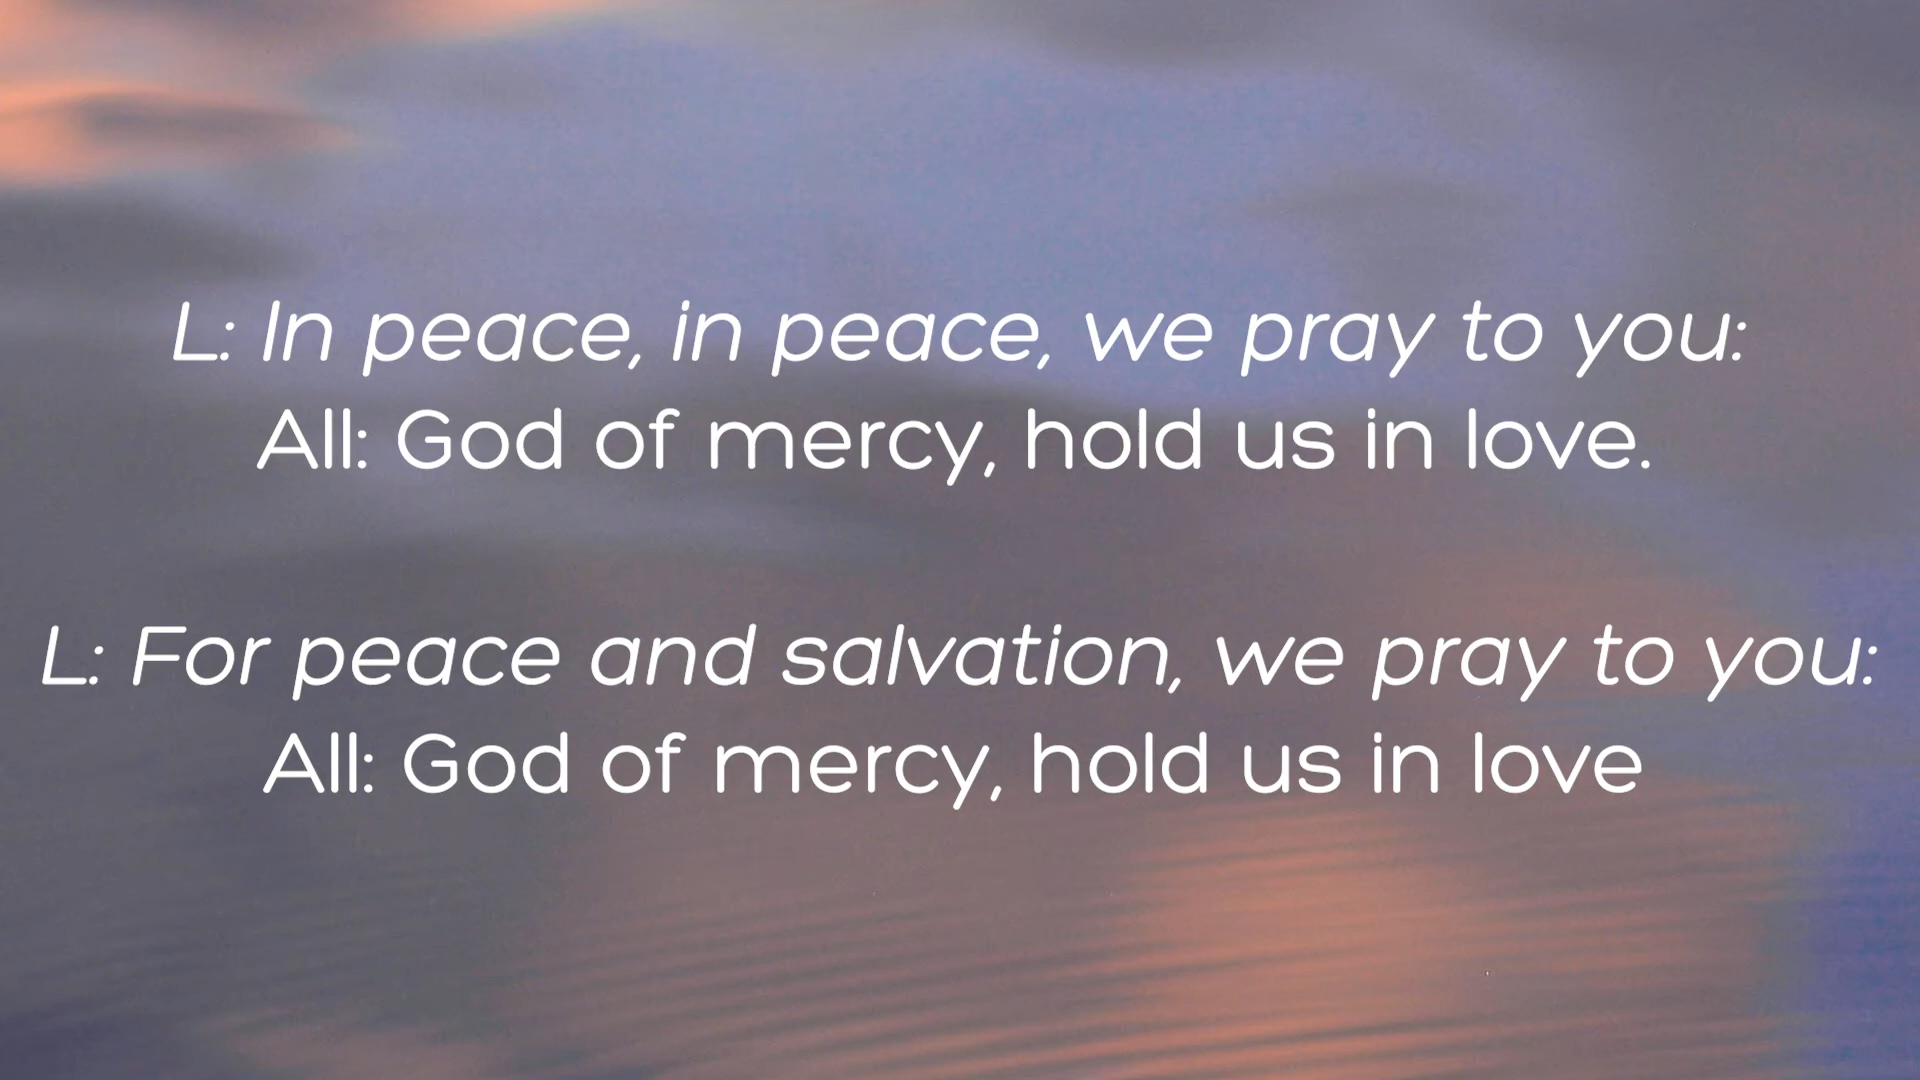 L: In peace, in peace, we pray to you:
All: God of mercy, hold us in love.
L: For peace and salvation, we pray to you:
All: God of mercy, hold us in love